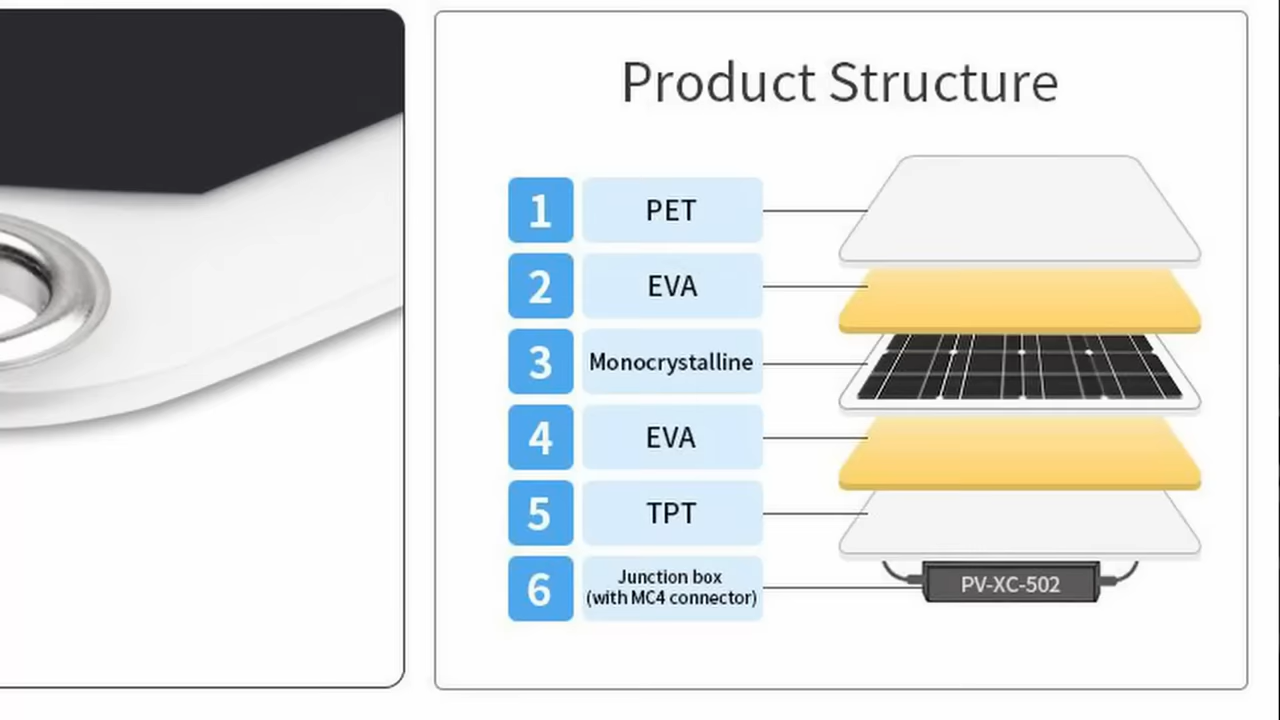 Product Structure
1 PET
2 EVA
3 Monocrystalline
4 EVA
5 TPT
6 Junction box
(with MC4 connector)
PV-XC-502